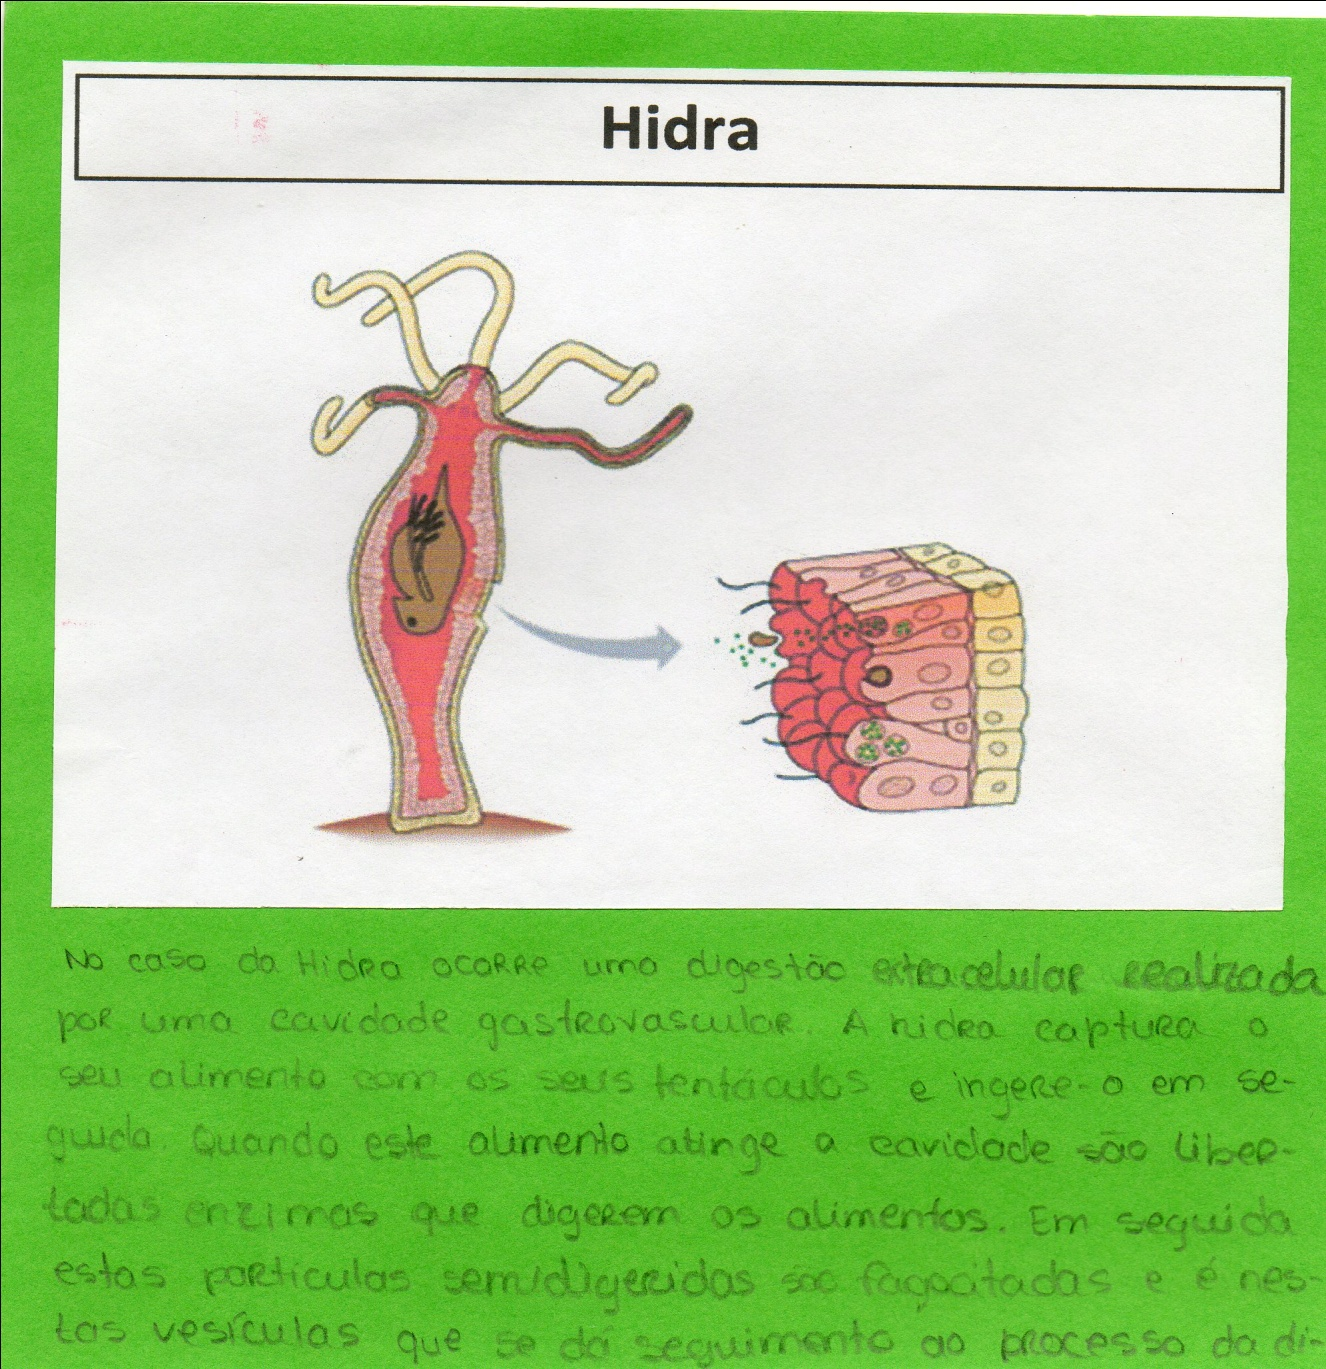 Hidra
No caso da Hidra ocorre uma digestão extracelular realizada
por uma cavidade gastrovascular. A hidra captura o
seu alimento com os seus tentáculos e ingere-o em se-
guida. Quando este alimento atinge a cavidade são liber-
tadas enzimas que digerem os alimentos. Em seguida
estas partículas semidigeridas são fagocitadas e é nes-
tas vesículas que se dá seguimento ao processo da di-